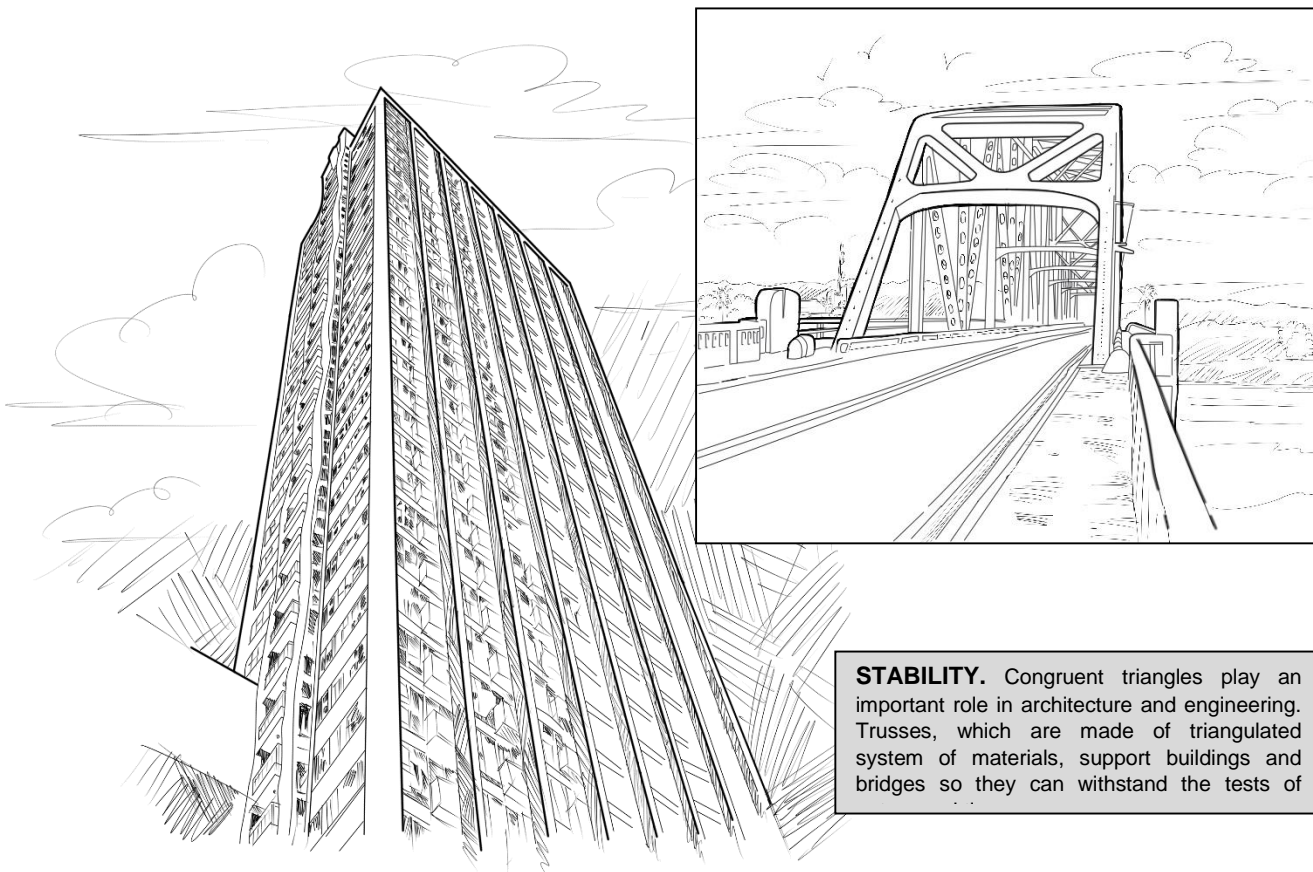 STABILITY. Congruent triangles play an
important role in architecture and engineering.
Trusses, which are made of triangulated
system of materials, support buildings and
bridges so they can withstand the tests of